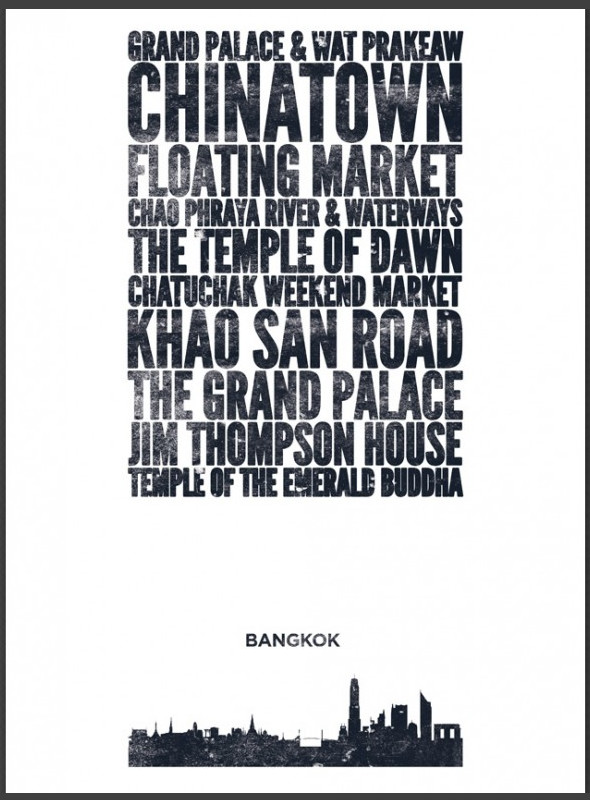 GRAND PALACE & WAT PRAKEAW
CHINATOWN
FLOATING MARKET
CHAO PHRAYA RIVER & WATERWAYS
THE TEMPLE OF DAWN
CHATUCHAK WEEKEND MARKET
KHAO SAN ROAD
THE GRAND PALACE
JIM THOMPSON HOUSE
TEMPLE OF THE EMERALD BUDDHA
BANGKOK